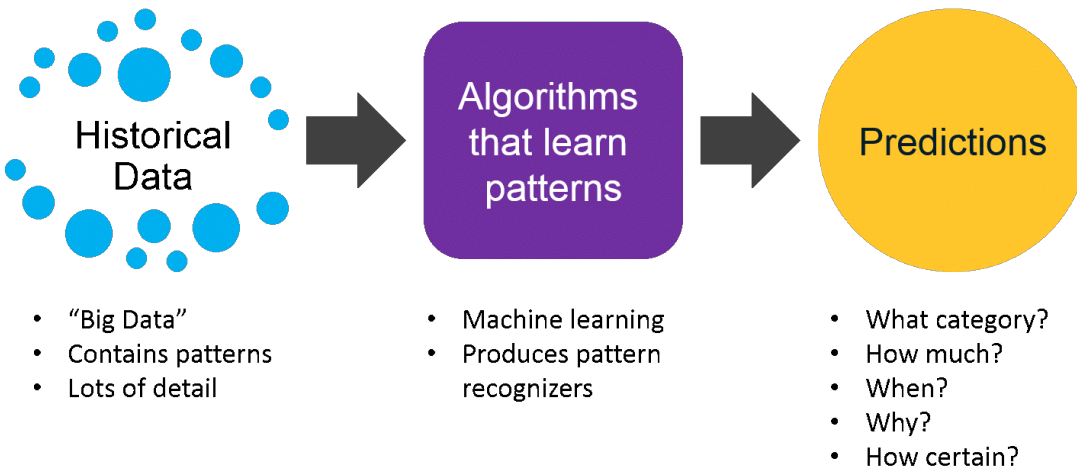 Historical
Data
Algorithms
that learn
patterns
Predictions
• “Big Data”
• Contains patterns
• Lots of detail
• Machine learning
• Produces pattern
recognizers
• What category?
• How much?
• When?
• Why?
• How certain?